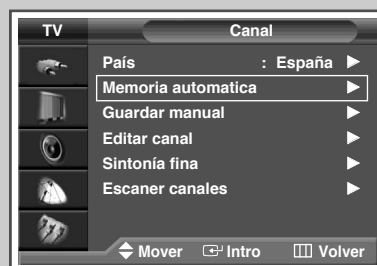 TV Canal
País : España ▶
Memoria automatica ▶
Guardar manual ▶
Editar canal ▶
Sintonía fina ▶
Escaner canales ▶
Mover Intro Volver